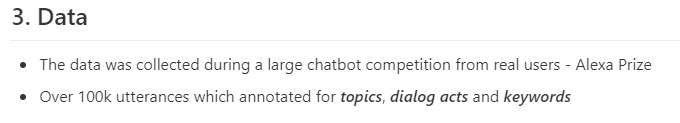 3. Data
The data was collected during a large chatbot competition from real users - Alexa Prize
Over 100k utterances which annotated for topics, dialog acts and keywords